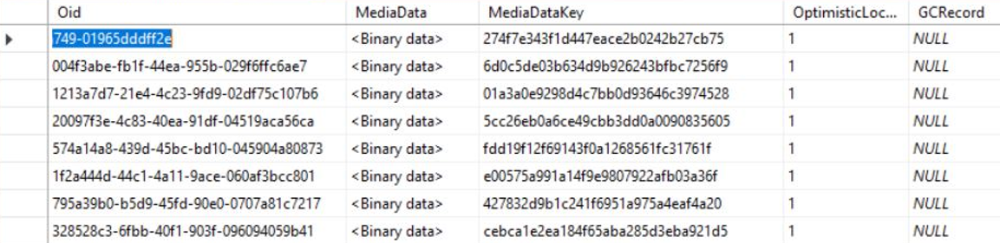 Oid MediaData MediaDataKey OptimisticLoc... GCRecord
749-01965dddff2e <Binary data> 274f7e343f1d447eace2b0242b27cb75 1 NULL
004f3abe-fb1f-44ea-955b-029f6ffc6ae7 <Binary data> 6d0c5de03b634d9b926243bfbc7256f9 1 NULL
1213a7d7-21e4-4c23-9fd9-02df75c107b6 <Binary data> 01a3a0e9298d4c7bb0d93646c3974528 1 NULL
20097f3e-4c83-40ea-91df-04519aca56ca <Binary data> 5cc26eb0a6ce49cbb3dd0a0090835605 1 NULL
574a14a8-439d-45bc-bd10-045904a80873 <Binary data> fdd19f12f69143f0a1268561fc31761f 1 NULL
1f2a444d-44c1-4a11-9ace-060af3bcc801 <Binary data> e00575a991a14f9e9807922afb03a36f 1 NULL
795a39b0-b5d9-45fd-90e0-0707a81c7217 <Binary data> 427832d9b1c241f6951a975a4eaf4a20 1 NULL
328528c3-6fbb-40f1-903f-096094059b41 <Binary data> cebca1e2ea184f65aba285d3eba921d5 1 NULL